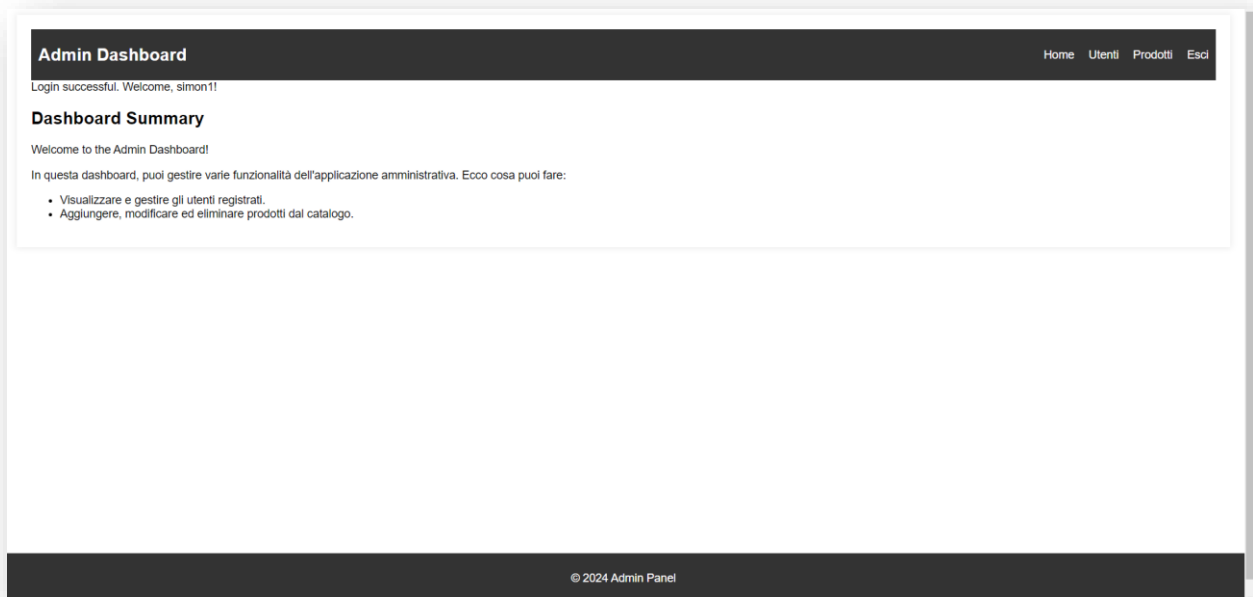 Admin Dashboard
Home Utenti Prodotti Esci
Login successful. Welcome, simon1!
Dashboard Summary
Welcome to the Admin Dashboard!
In questa dashboard, puoi gestire varie funzionalità dell'applicazione amministrativa. Ecco cosa puoi fare:
• Visualizzare e gestire gli utenti registrati.
• Aggiungere, modificare ed eliminare prodotti dal catalogo.
© 2024 Admin Panel